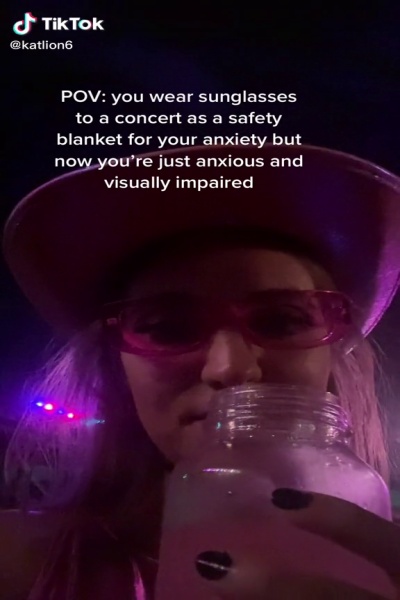 TikTok
@katlion6
POV: you wear sunglasses
to a concert as a safety
blanket for your anxiety but
now you're just anxious and
visually impaired